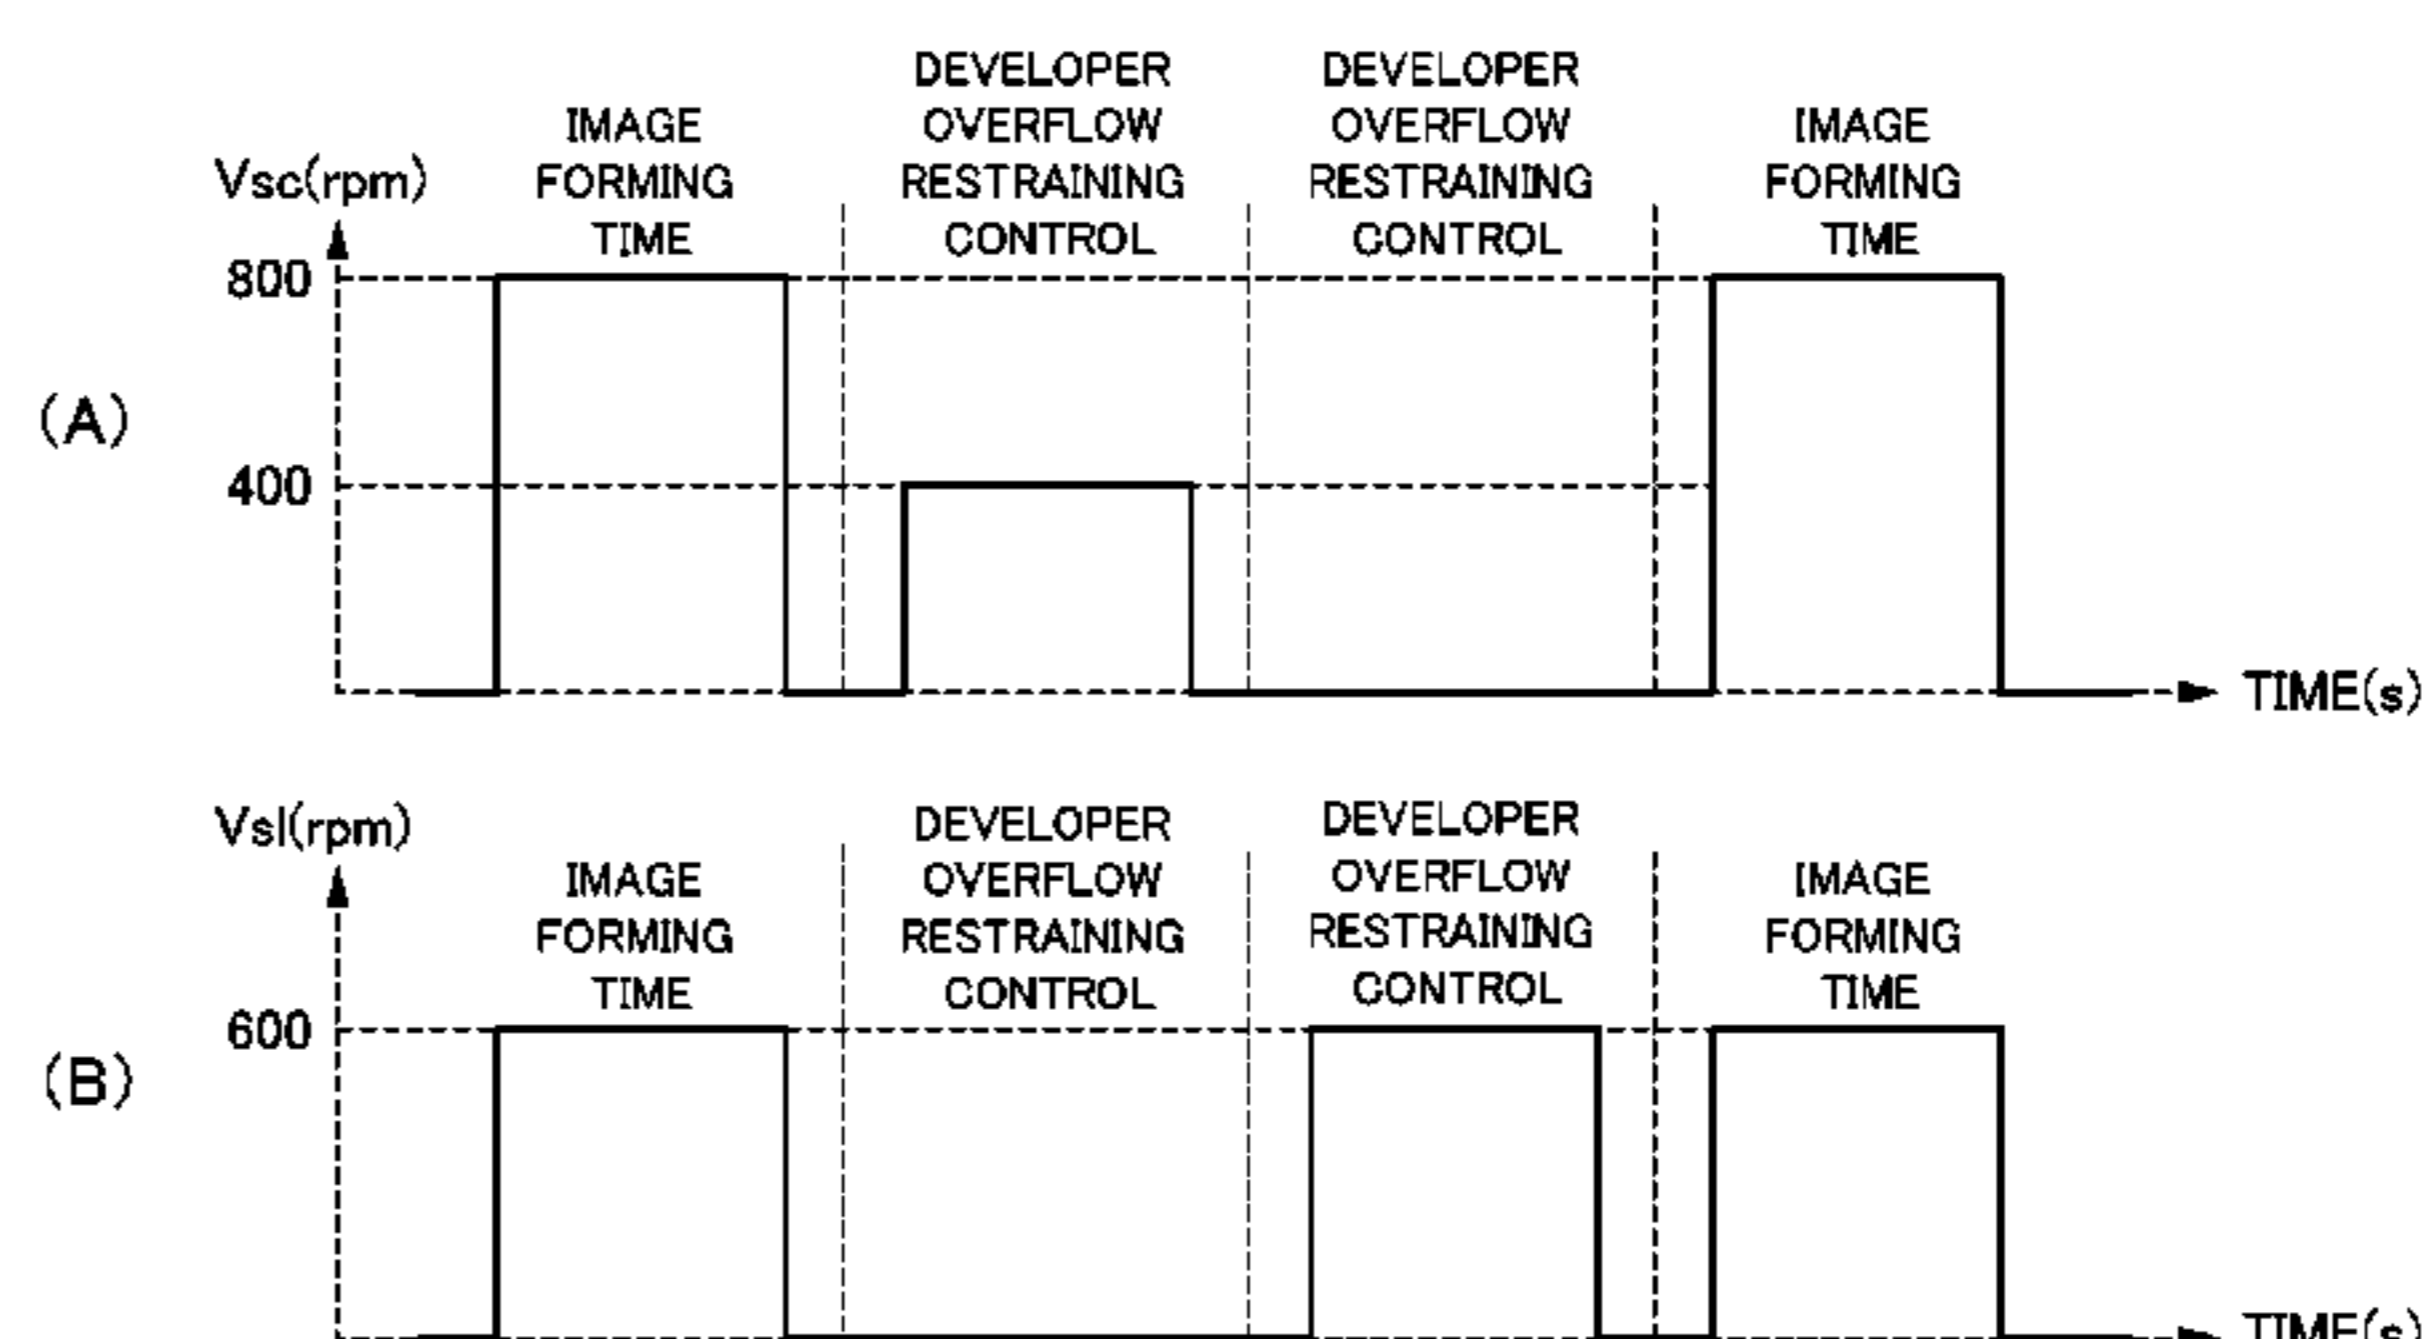 DEVELOPER DEVELOPER
IMAGE OVERFLOW OVERFLOW IMAGE
Vsc(rpm) FORMING RESTRAINING RESTRAINING FORMING
TIME CONTROL CONTROL TIME
800
(A)
400
TIME(s)
Vsl(rpm) DEVELOPER DEVELOPER
IMAGE OVERFLOW OVERFLOW IMAGE
FORMING RESTRAINING RESTRAINING FORMING
TIME CONTROL CONTROL TIME
600
(B)
TIME(s)